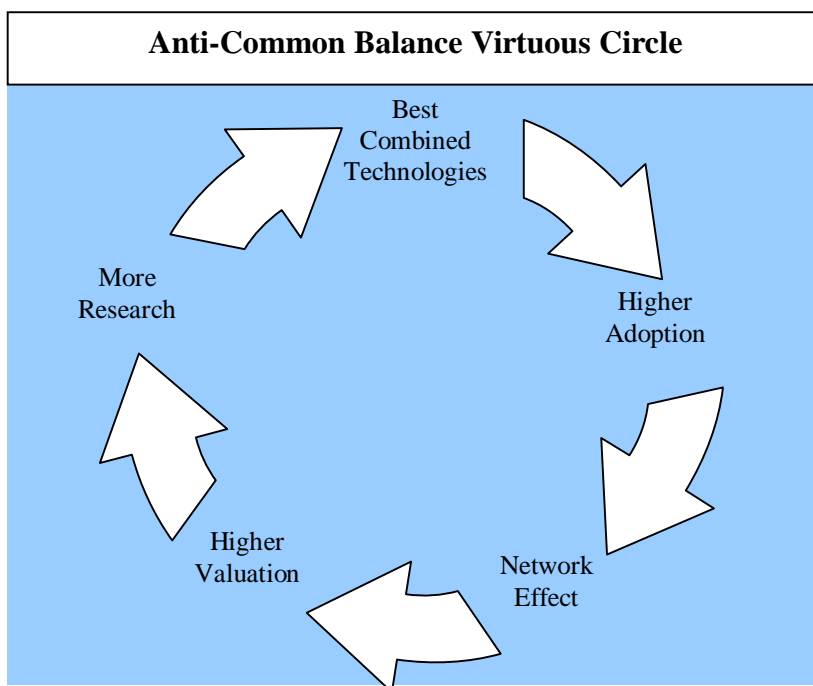 Anti-Common Balance Virtuous Circle
Best
Combined
Technologies
Higher
Adoption
Network
Effect
Higher
Valuation
More
Research